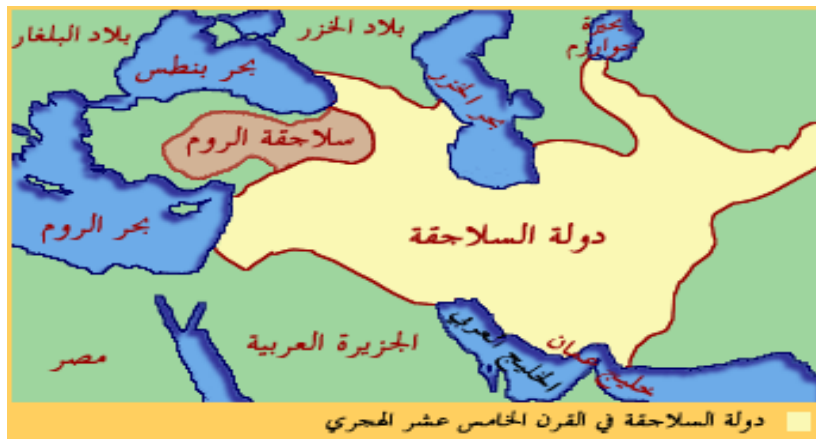 بحيرة
خوارزم
بلاد الخزر
بلاد البلغار
بحر بنطس
بحر الخزر
سلاجقة الروم
دولة السلاجقة
بحر الروم
الخليج العربي
خليج عمان
الجزيرة العربية
مصر
دولة السلاجقة في القرن الخامس عشر الهجري